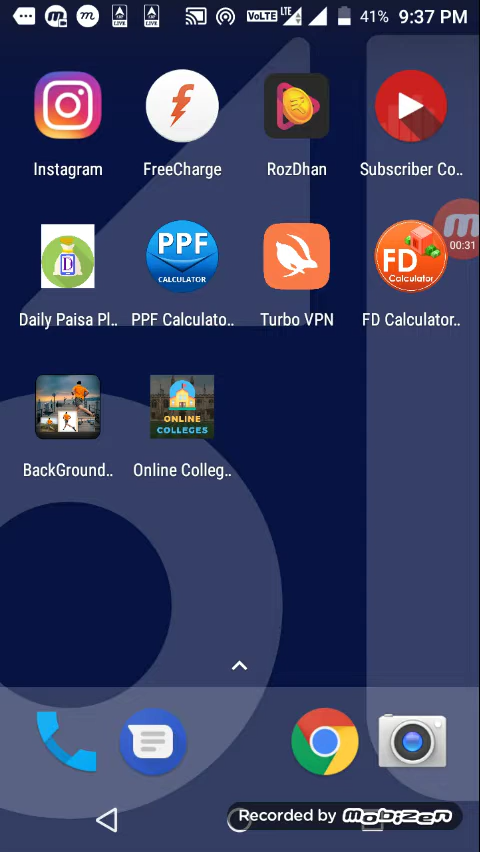 VoLTE LTE 41% 9:37 PM
Instagram FreeCharge RozDhan Subscriber Co..
00:31
PPF
CALCULATOR
FD
Calculator
Daily Paisa Pl.. PPF Calculato.. Turbo VPN FD Calculator..
ONLINE
COLLEGES
BackGround.. Online Colleg..
Recorded by mobizen